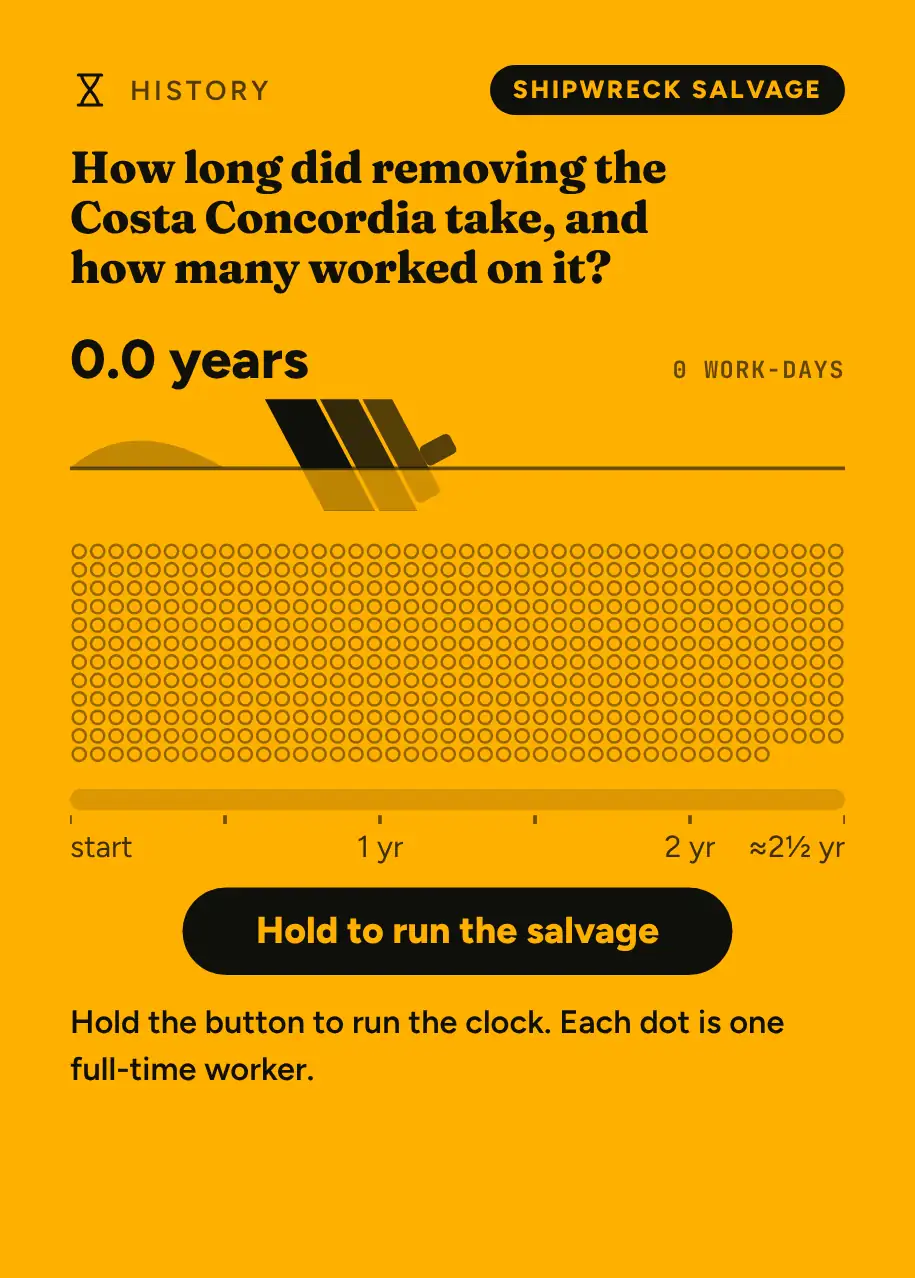 HISTORY
SHIPWRECK SALVAGE
How long did removing the
Costa Concordia take, and
how many worked on it?
0.0 years
0 WORK-DAYS
start
1 yr
2 yr
≈2½ yr
Hold to run the salvage
Hold the button to run the clock. Each dot is one
full-time worker.